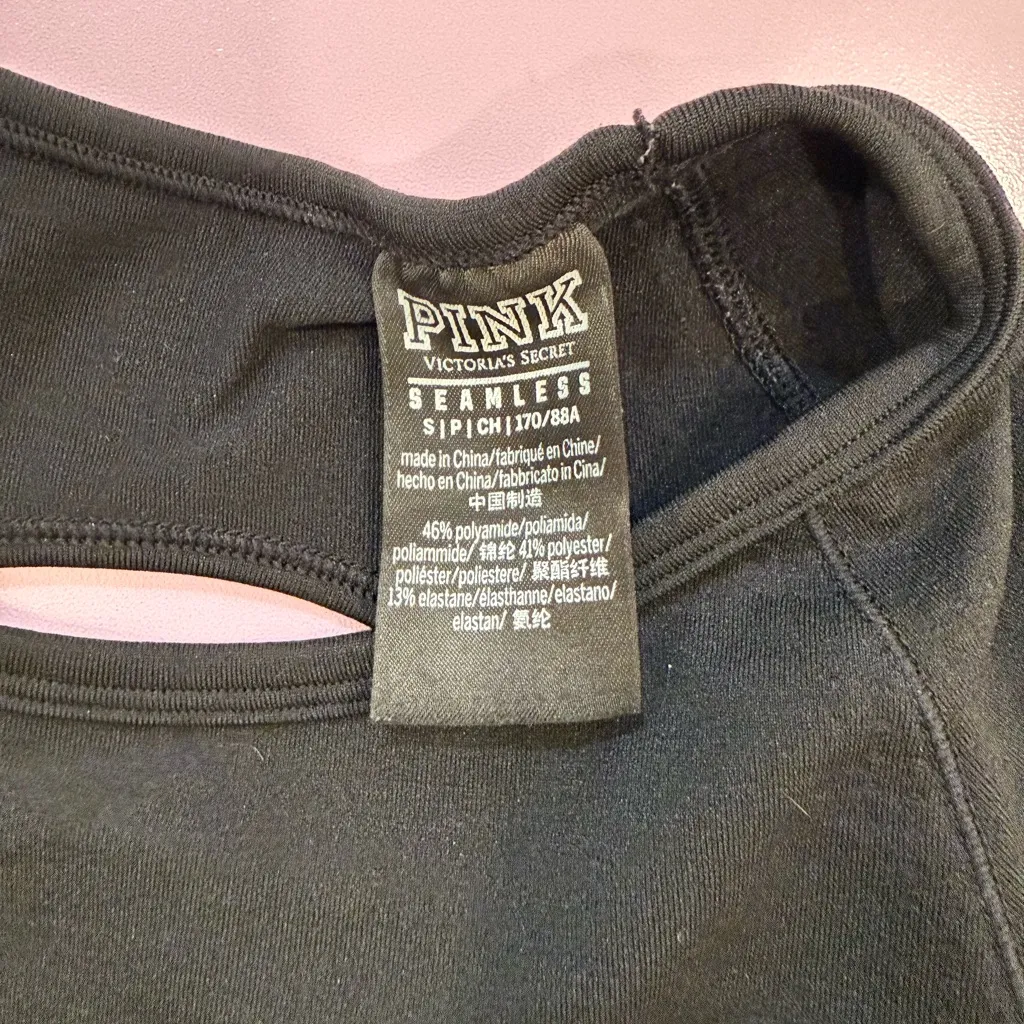 PINK
VICTORIA'S SECRET
SEAMLESS
S|P|CH|170/88A
made in China/fabriqué en Chine/
hecho en China/fabbricato in Cina/
中国制造
46% polyamide/poliamida/
poliammide/ 锦纶 41% polyester/
poliéster/poliestere/ 聚酯纤维
13% elastane/élasthanne/elastano/
elastan/ 氨纶